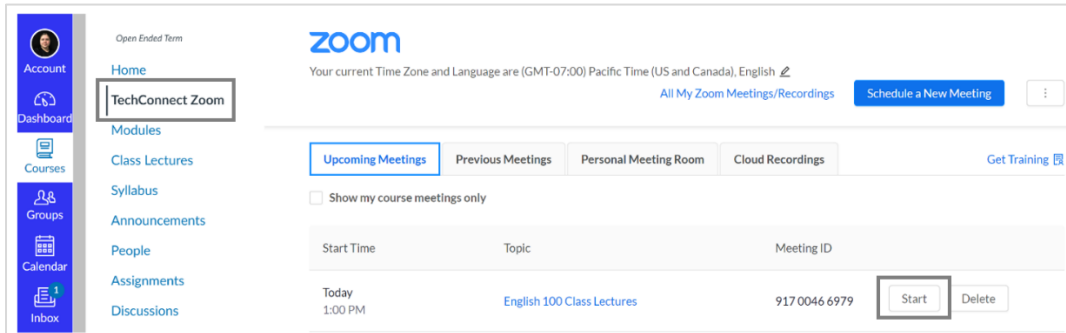 Account
Dashboard
Courses
Groups
Calendar
1
Inbox
Open Ended Term
Home
TechConnect Zoom
Modules
Class Lectures
Syllabus
Announcements
People
Assignments
Discussions
zoom
Your current Time Zone and Language are (GMT-07:00) Pacific Time (US and Canada), English
All My Zoom Meetings/Recordings
Schedule a New Meeting
Upcoming Meetings
Previous Meetings
Personal Meeting Room
Cloud Recordings
Get Training
Show my course meetings only
Start Time Topic Meeting ID
Today
1:00 PM
English 100 Class Lectures
917 0046 6979
Start
Delete